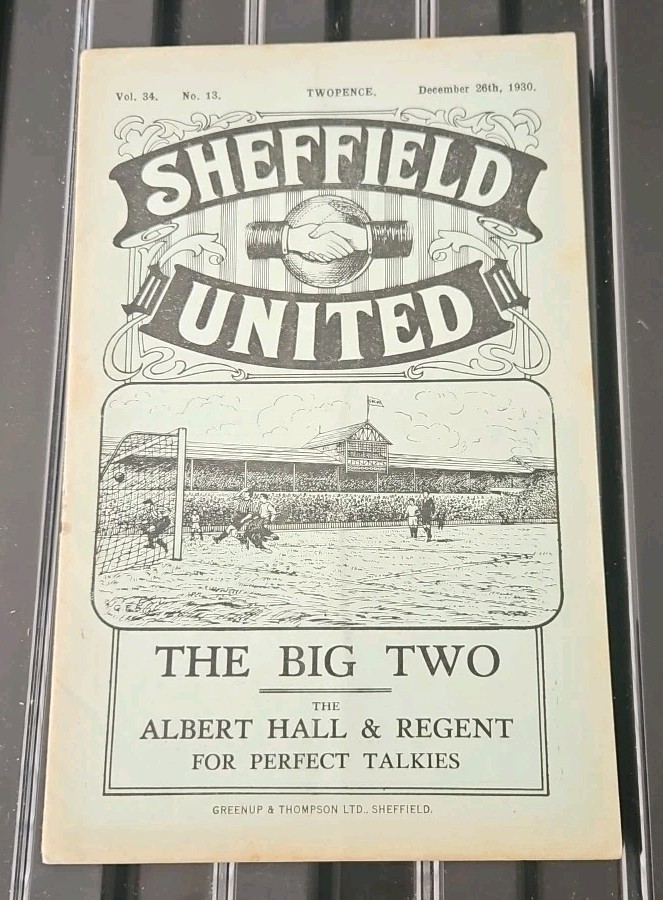 Vol. 34. No. 13. TWOPENCE. December 26th, 1930.
SHEFFIELD
UNITED
THE BIG TWO
THE
ALBERT HALL & REGENT
FOR PERFECT TALKIES
GREENUP & THOMPSON LTD., SHEFFIELD.